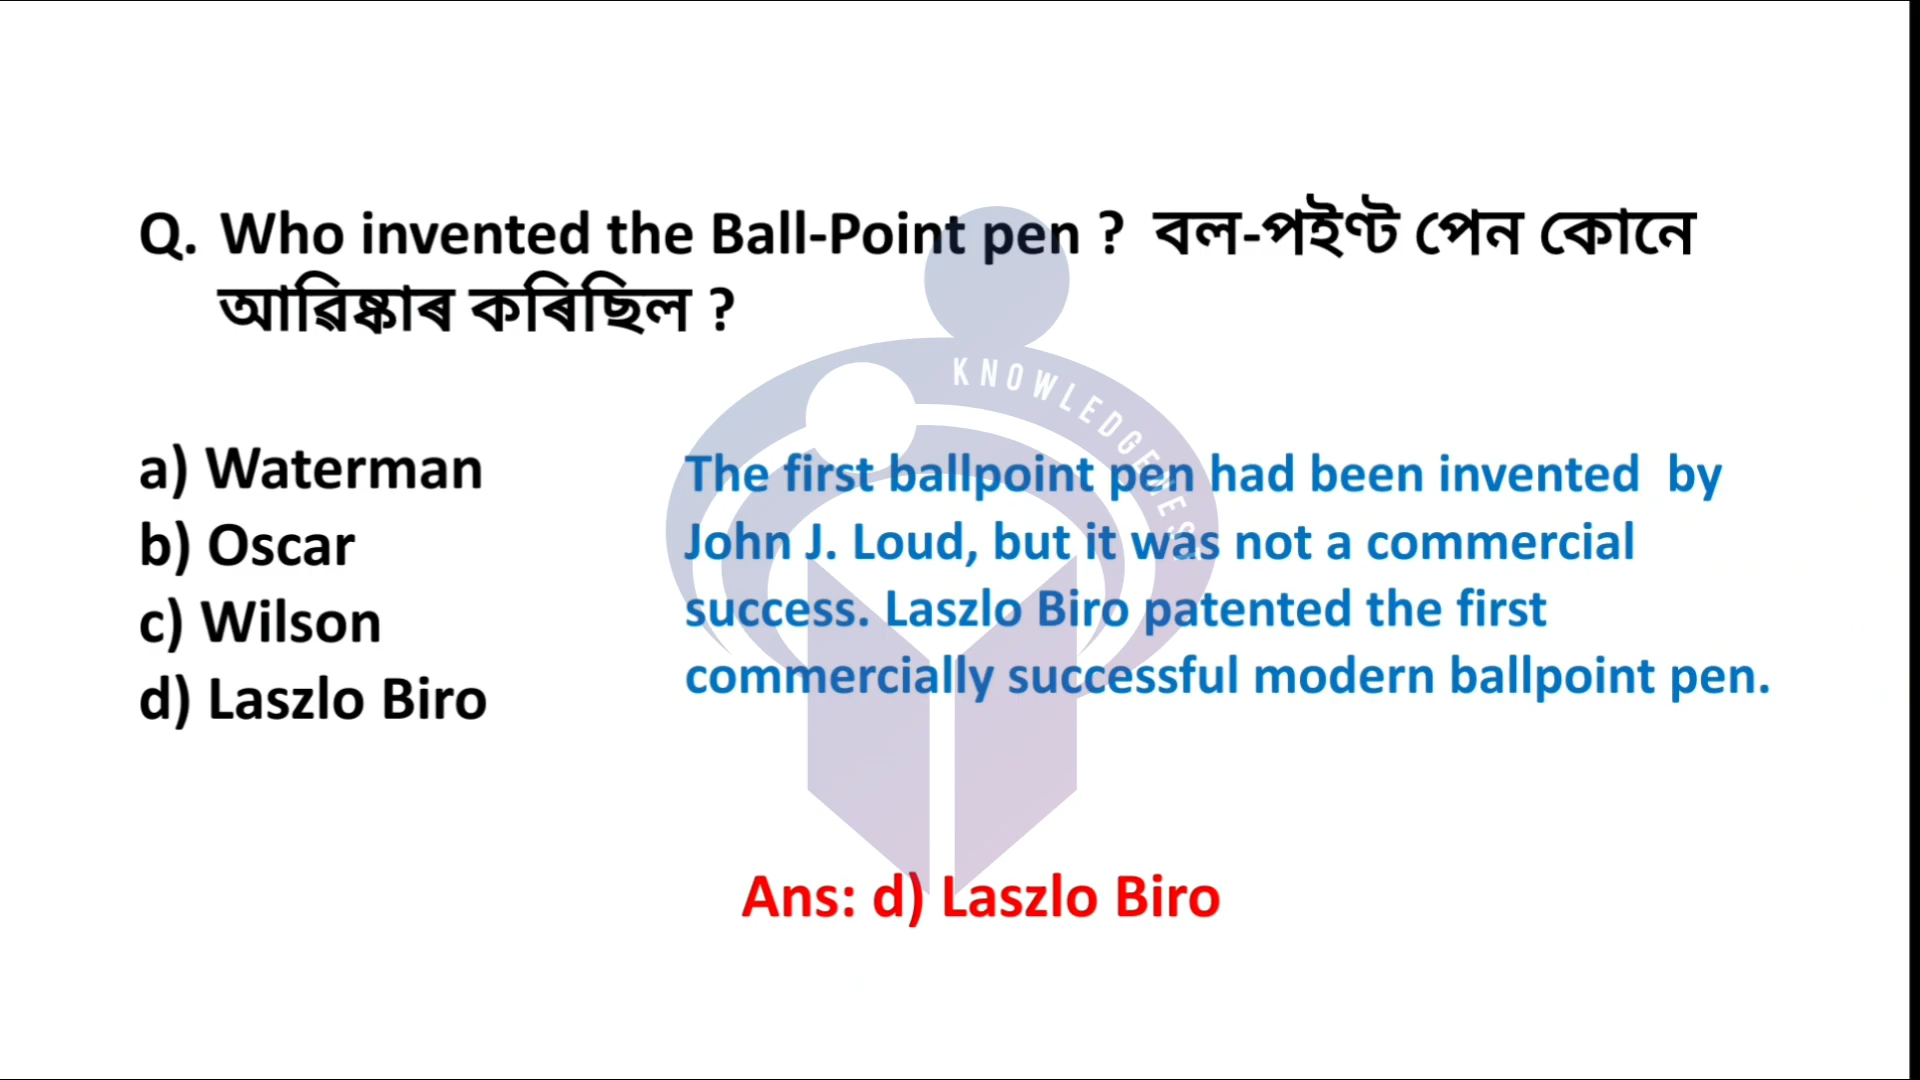 Q. Who invented the Ball-Point pen ? বল-পইণ্ট পেন কোনে
আৱিষ্কাৰ কৰিছিল ?
KNOWLEDGENEST
a) Waterman
b) Oscar
c) Wilson
d) Laszlo Biro
The first ballpoint pen had been invented by
John J. Loud, but it was not a commercial
success. Laszlo Biro patented the first
commercially successful modern ballpoint pen.
Ans: d) Laszlo Biro